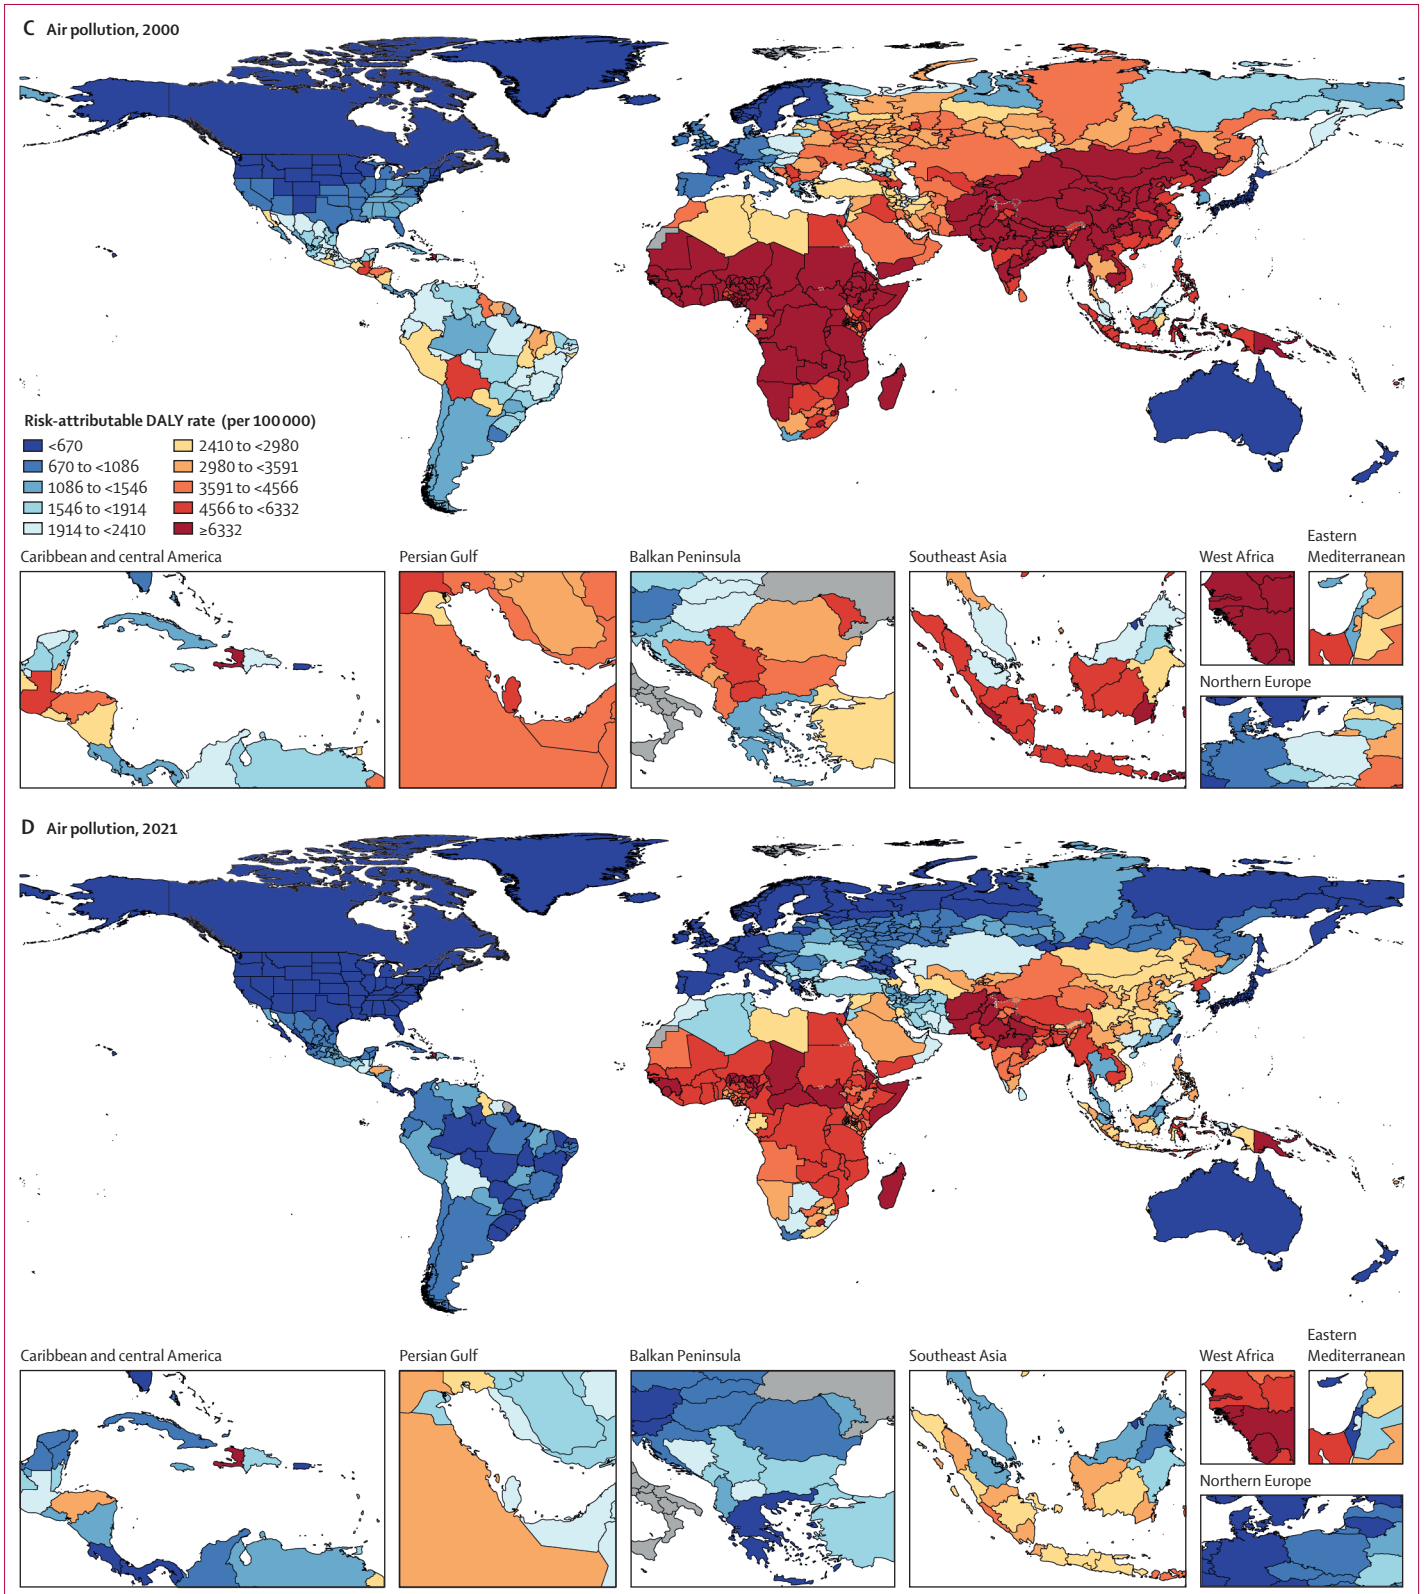 C Air pollution, 2000
Risk-attributable DALY rate (per 100 000)
<670
670 to <1086
1086 to <1546
1546 to <1914
1914 to <2410
2410 to <2980
2980 to <3591
3591 to <4566
4566 to <6332
≥6332
Caribbean and central America
Persian Gulf
Balkan Peninsula
Southeast Asia
West Africa
Eastern
Mediterranean
Northern Europe
D Air pollution, 2021
Caribbean and central America
Persian Gulf
Balkan Peninsula
Southeast Asia
West Africa
Eastern
Mediterranean
Northern Europe